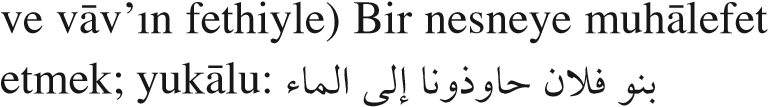 ve vāv’ın fethiyle) Bir nesneye muhālefet
etmek; yukālu: بنو فلان حاوذونا إلى الماء